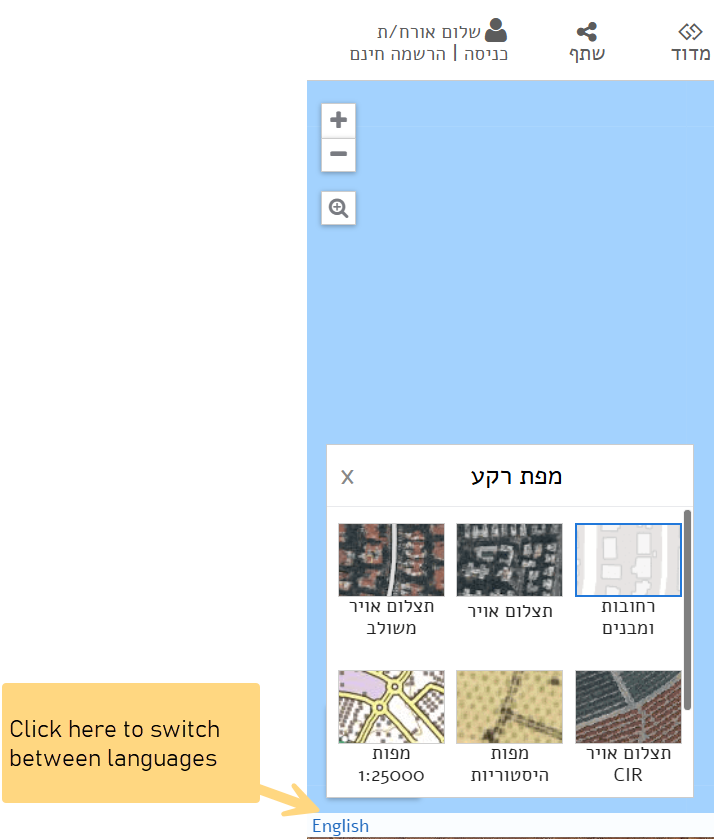 מדוד
שתף
שלום אורח/ת
כניסה | הרשמה חינם
+
−
מפת רקע
x
רחובות
ומבנים
תצלום אויר
תצלום אויר
משולב
תצלום אויר
CIR
מפות
היסטוריות
מפות
1:25000
Click here to switch
between languages
English